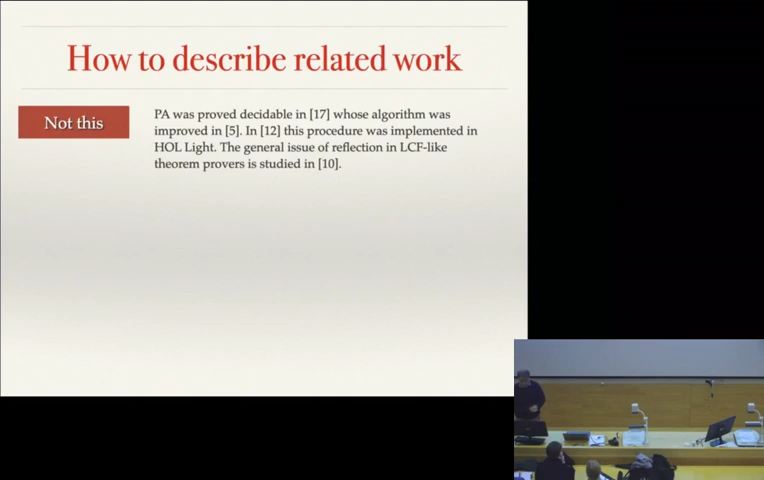 How to describe related work
Not this
PA was proved decidable in [17] whose algorithm was
improved in [5]. In [12] this procedure was implemented in
HOL Light. The general issue of reflection in LCF-like
theorem provers is studied in [10].